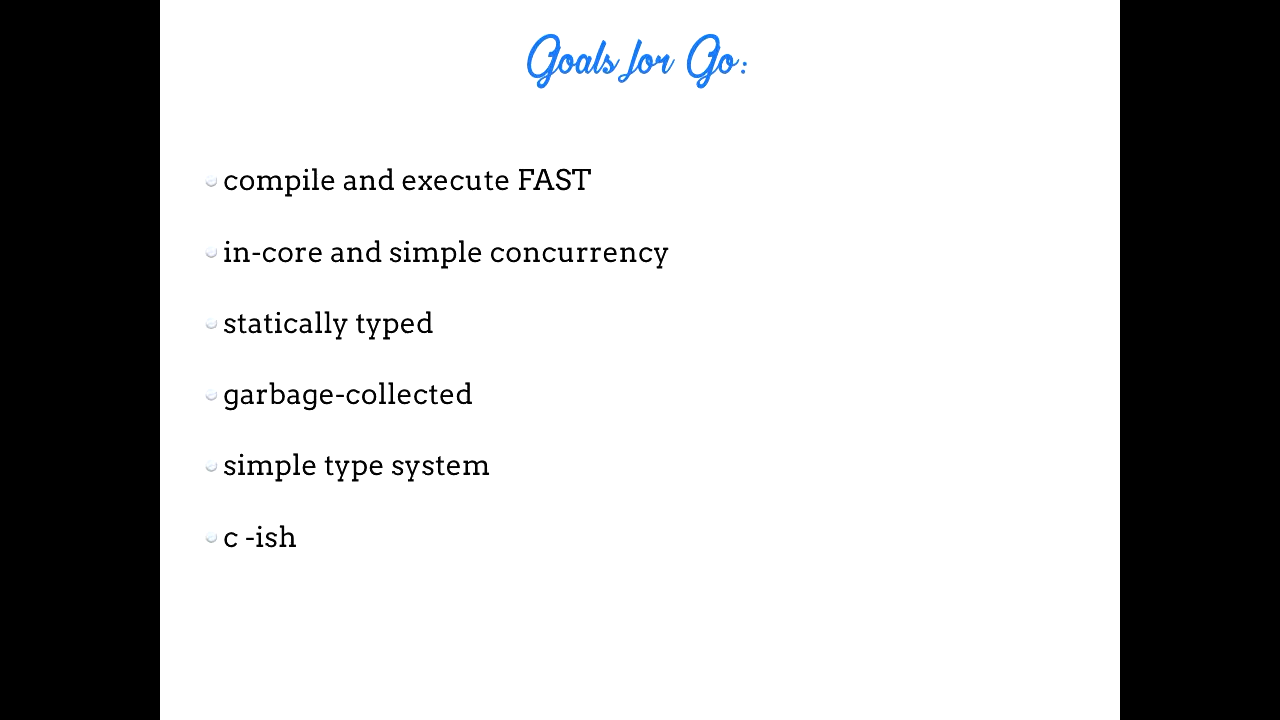 Goals for Go:
compile and execute FAST
in-core and simple concurrency
statically typed
garbage-collected
simple type system
c -ish